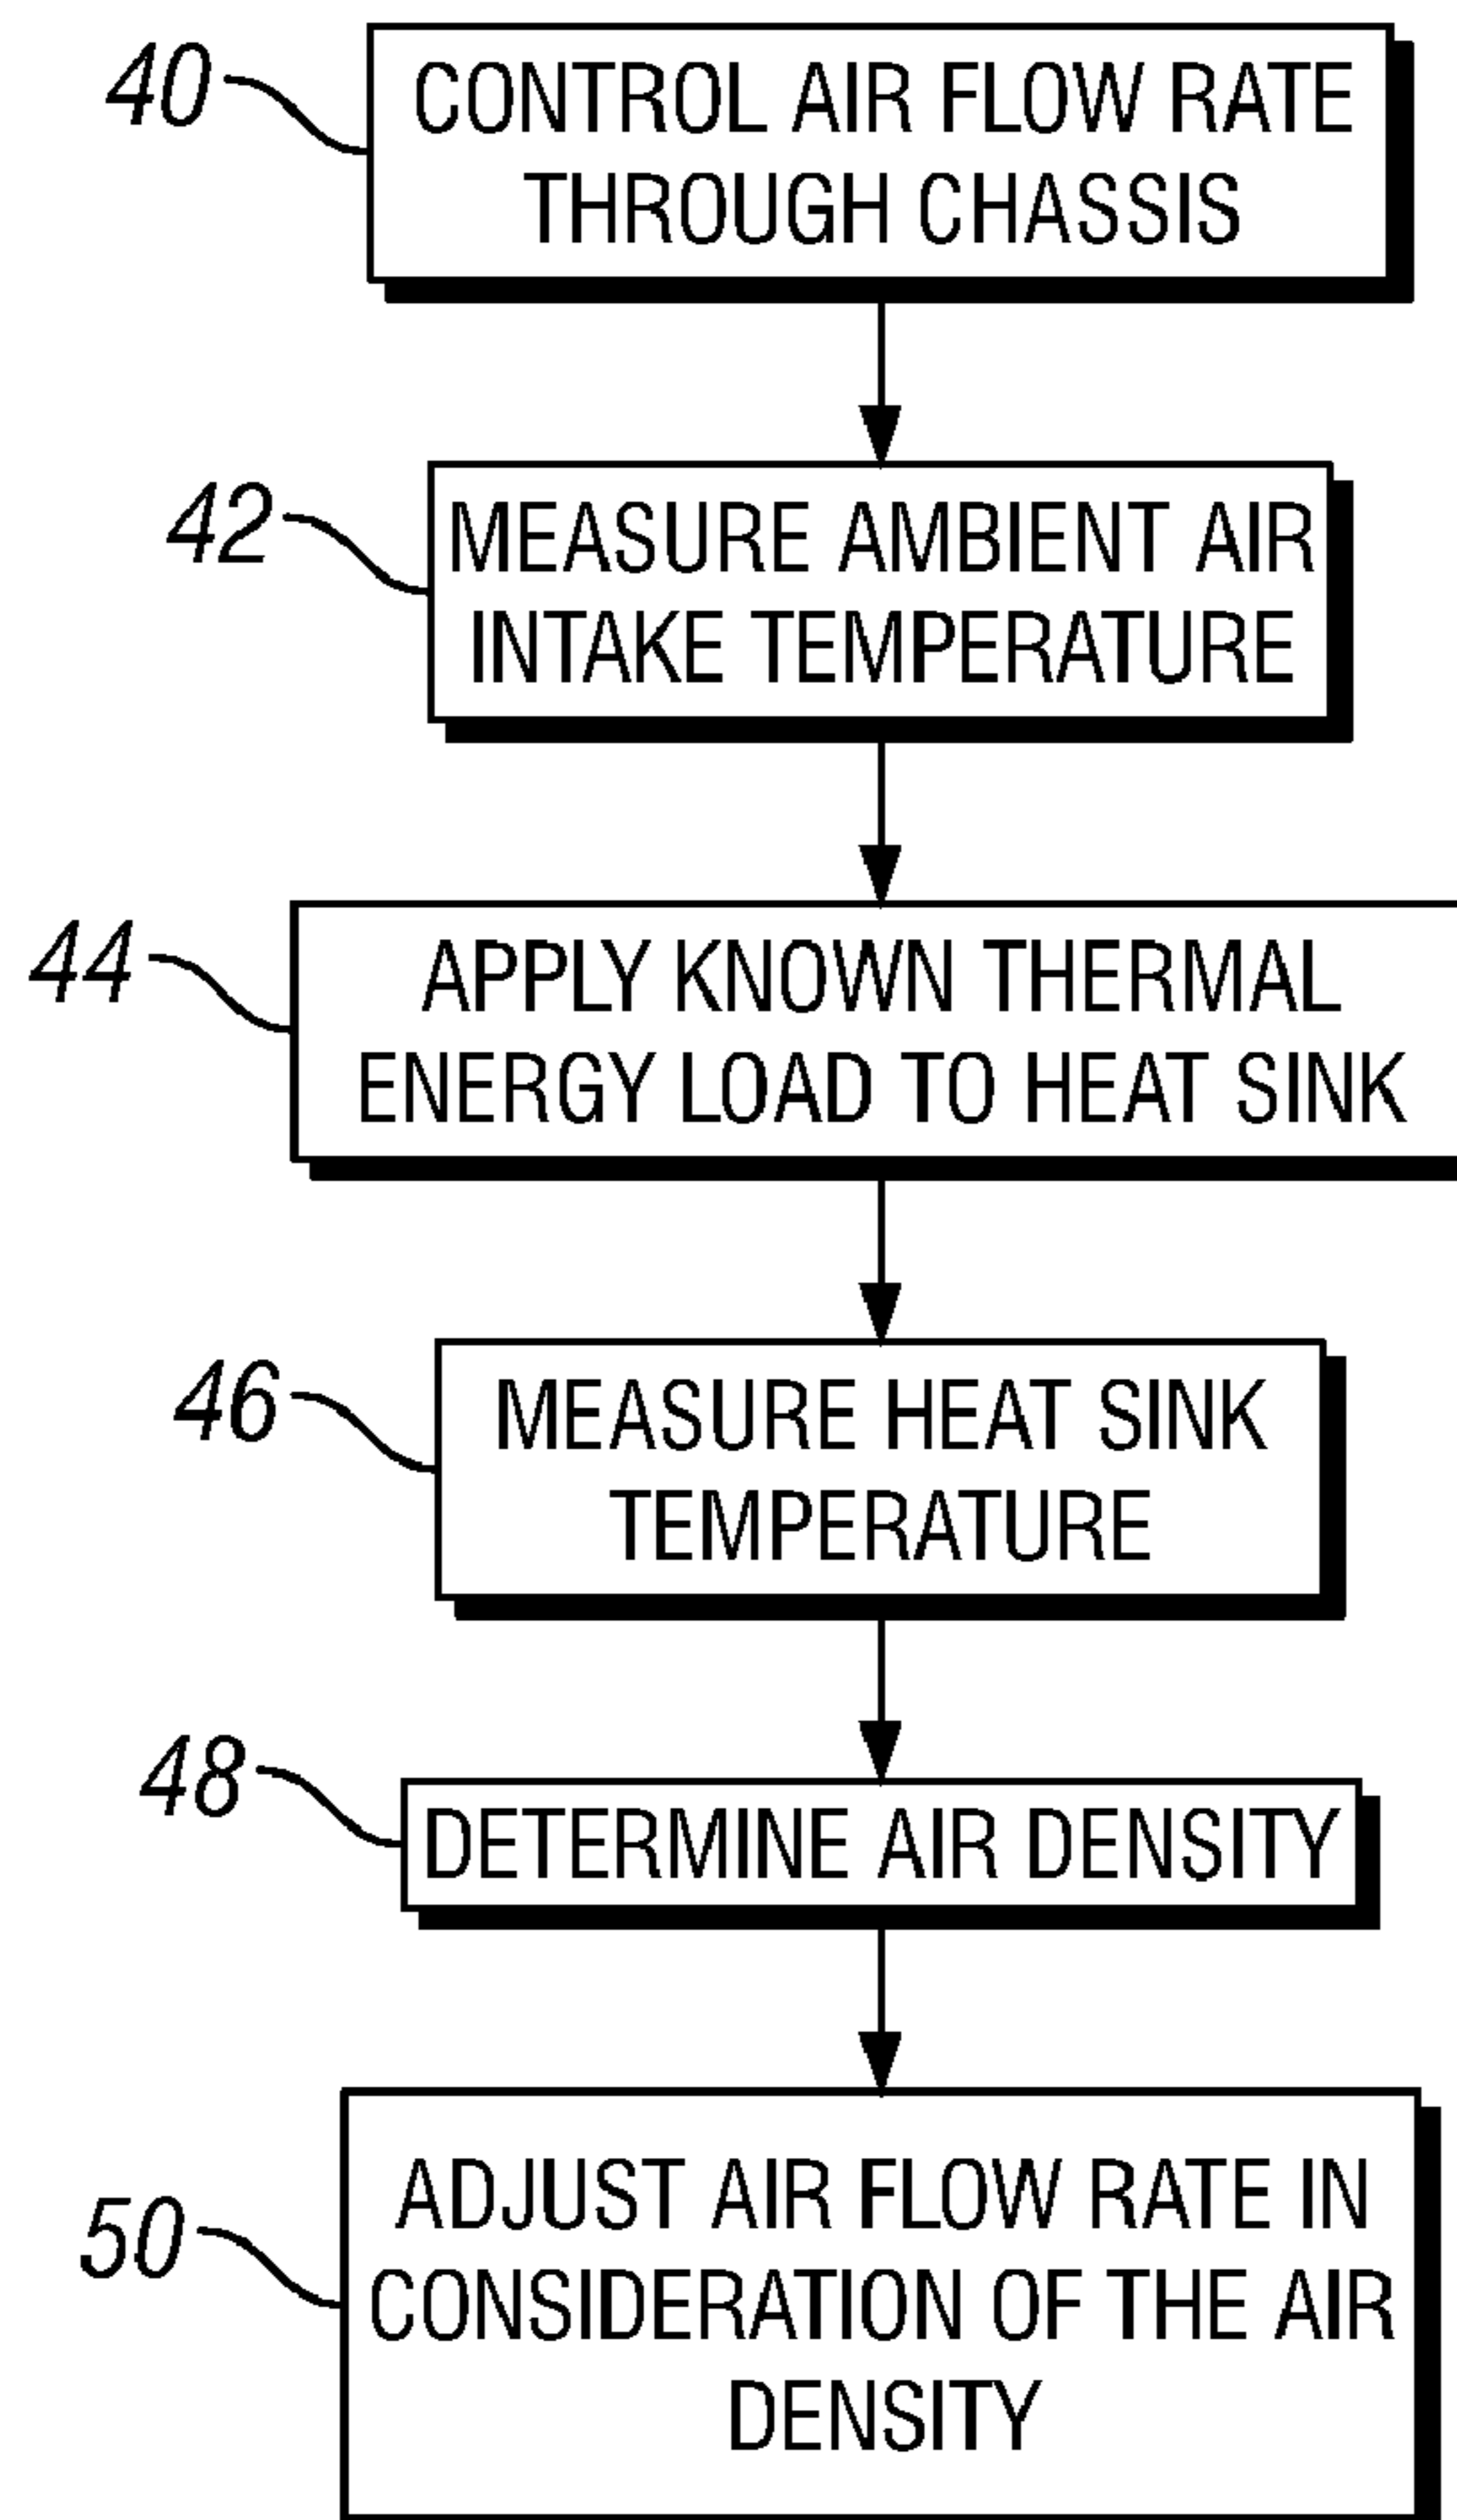 40
CONTROL AIR FLOW RATE
THROUGH CHASSIS
42
MEASURE AMBIENT AIR
INTAKE TEMPERATURE
44
APPLY KNOWN THERMAL
ENERGY LOAD TO HEAT SINK
46
MEASURE HEAT SINK
TEMPERATURE
48
DETERMINE AIR DENSITY
50
ADJUST AIR FLOW RATE IN
CONSIDERATION OF THE AIR
DENSITY